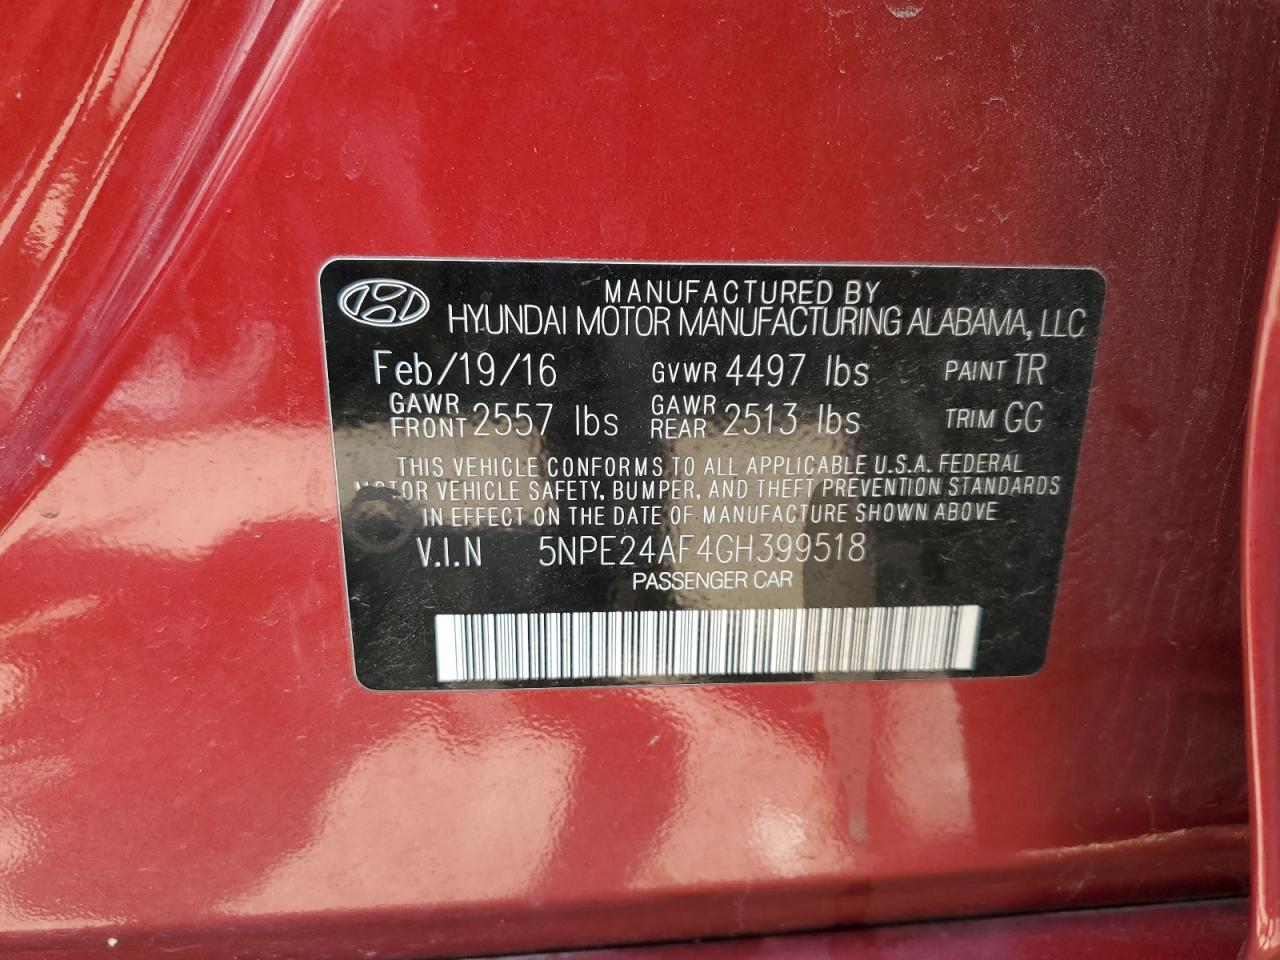 MANUFACTURED BY
HYUNDAI MOTOR MANUFACTURING ALABAMA, LLC
Feb/19/16 GVWR 4497 lbs PAINT TR
GAWR FRONT 2557 lbs GAWR REAR 2513 lbs TRIM GG
THIS VEHICLE CONFORMS TO ALL APPLICABLE U.S.A. FEDERAL
MOTOR VEHICLE SAFETY, BUMPER, AND THEFT PREVENTION STANDARDS
IN EFFECT ON THE DATE OF MANUFACTURE SHOWN ABOVE
V.I.N 5NPE24AF4GH399518
PASSENGER CAR